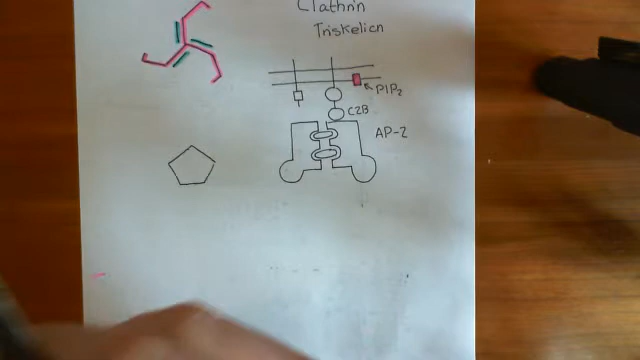 Clathrin
Triskelion
PIP2
C2B
AP-2